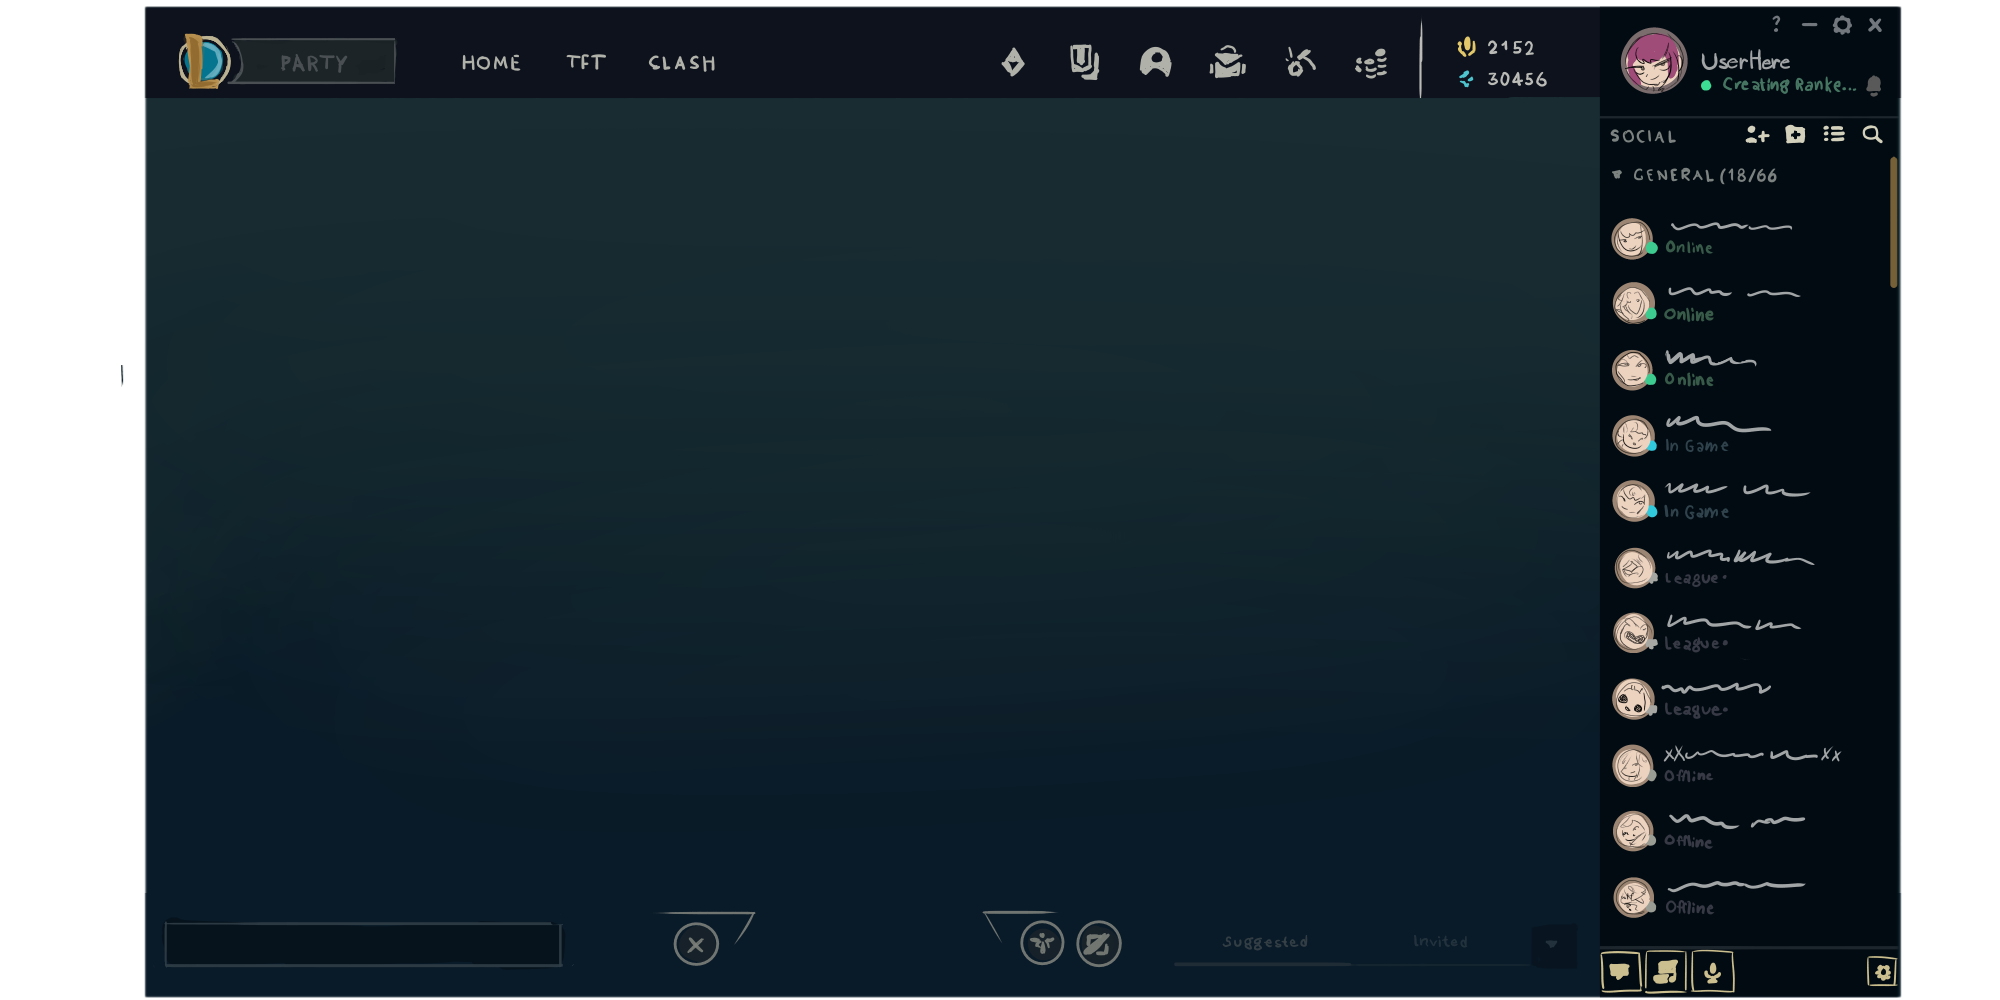 PARTY
HOME TFT CLASH
2152
30456
?
UserHere
Creating Ranke...
SOCIAL
GENERAL (18/66
Online
Online
Online
In Game
In Game
League•
League•
League•
XX XX
Offline
Offline
Offline
Suggested Invited